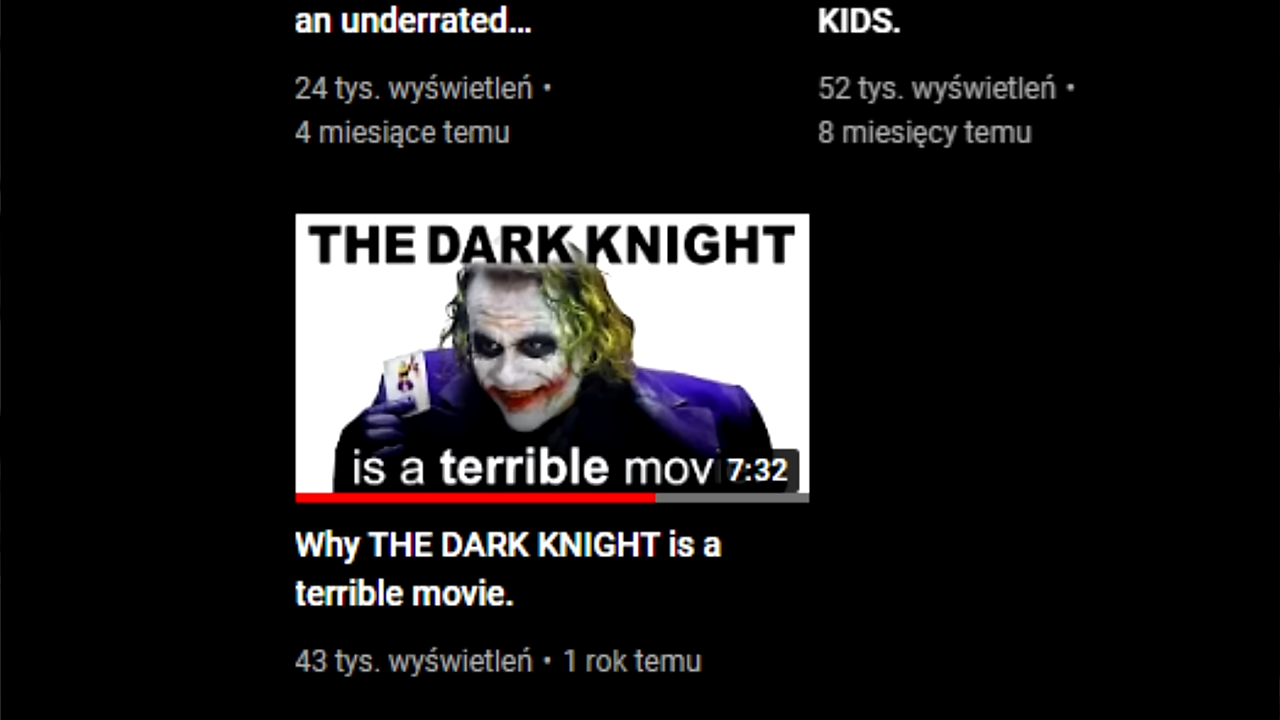 an underrated...
KIDS.
24 tys. wyświetleń •
4 miesiące temu
52 tys. wyświetleń •
8 miesięcy temu
THE DARK KNIGHT
is a terrible mov
7:32
Why THE DARK KNIGHT is a
terrible movie.
43 tys. wyświetleń • 1 rok temu